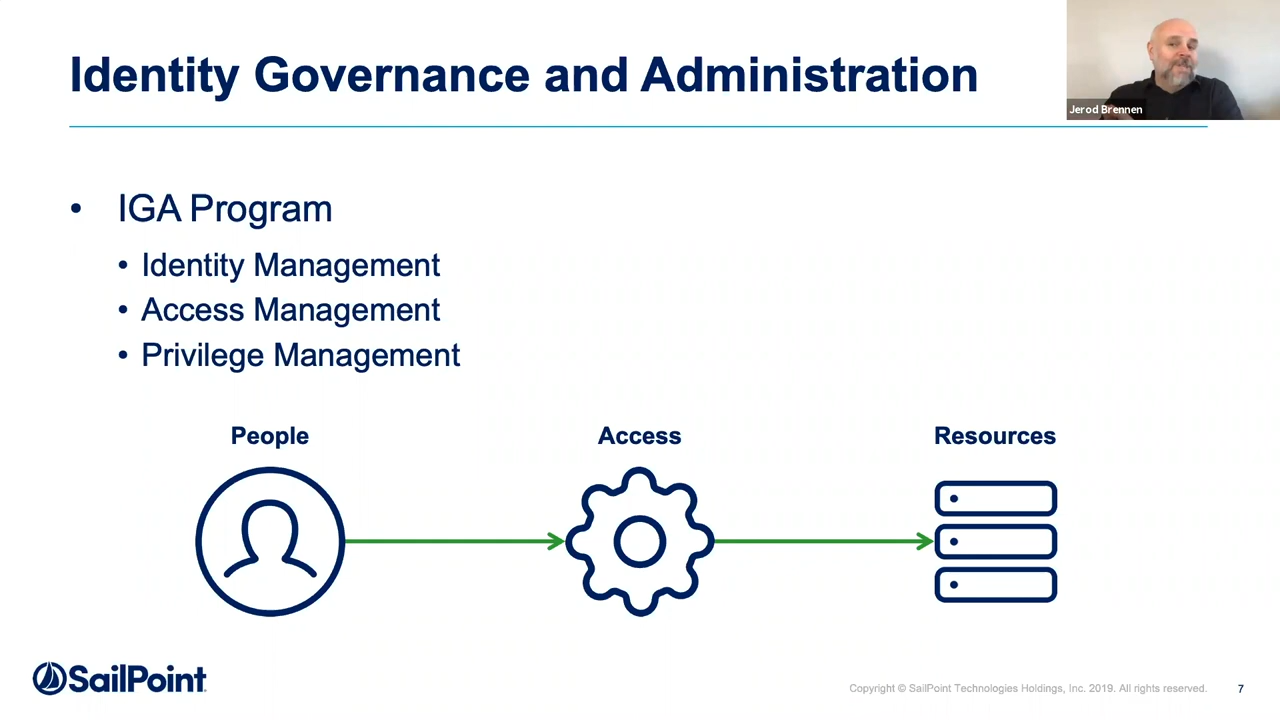 Identity Governance and Administration
Jerod Brennen
• IGA Program
• Identity Management
• Access Management
• Privilege Management
People
Access
Resources
SailPoint
Copyright © SailPoint Technologies Holdings, Inc. 2019. All rights reserved.
7